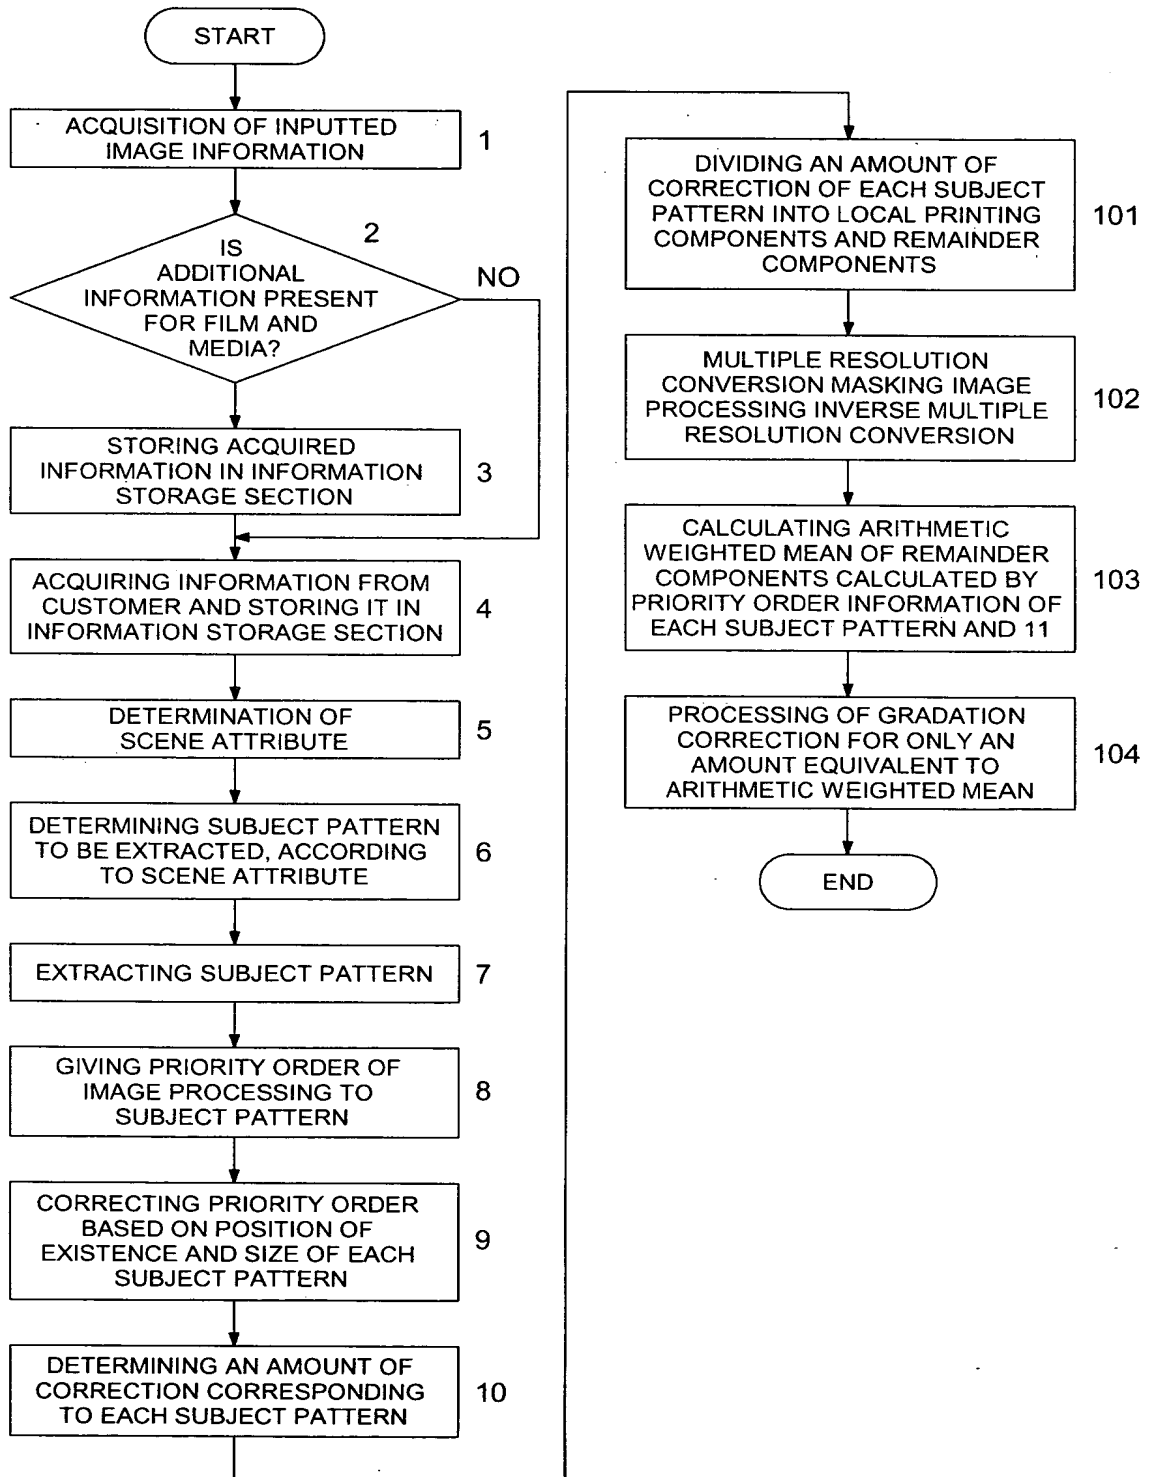 START
ACQUISITION OF INPUTTED
IMAGE INFORMATION
1
2
IS
ADDITIONAL
INFORMATION PRESENT
FOR FILM AND
MEDIA?
NO
STORING ACQUIRED
INFORMATION IN INFORMATION
STORAGE SECTION
3
ACQUIRING INFORMATION FROM
CUSTOMER AND STORING IT IN
INFORMATION STORAGE SECTION
4
DETERMINATION OF
SCENE ATTRIBUTE
5
DETERMINING SUBJECT PATTERN
TO BE EXTRACTED, ACCORDING
TO SCENE ATTRIBUTE
6
EXTRACTING SUBJECT PATTERN
7
GIVING PRIORITY ORDER OF
IMAGE PROCESSING TO
SUBJECT PATTERN
8
CORRECTING PRIORITY ORDER
BASED ON POSITION OF
EXISTENCE AND SIZE OF EACH
SUBJECT PATTERN
9
DETERMINING AN AMOUNT OF
CORRECTION CORRESPONDING
TO EACH SUBJECT PATTERN
10
DIVIDING AN AMOUNT OF
CORRECTION OF EACH SUBJECT
PATTERN INTO LOCAL PRINTING
COMPONENTS AND REMAINDER
COMPONENTS
101
MULTIPLE RESOLUTION
CONVERSION MASKING IMAGE
PROCESSING INVERSE MULTIPLE
RESOLUTION CONVERSION
102
CALCULATING ARITHMETIC
WEIGHTED MEAN OF REMAINDER
COMPONENTS CALCULATED BY
PRIORITY ORDER INFORMATION OF
EACH SUBJECT PATTERN AND 11
103
PROCESSING OF GRADATION
CORRECTION FOR ONLY AN
AMOUNT EQUIVALENT TO
ARITHMETIC WEIGHTED MEAN
104
END